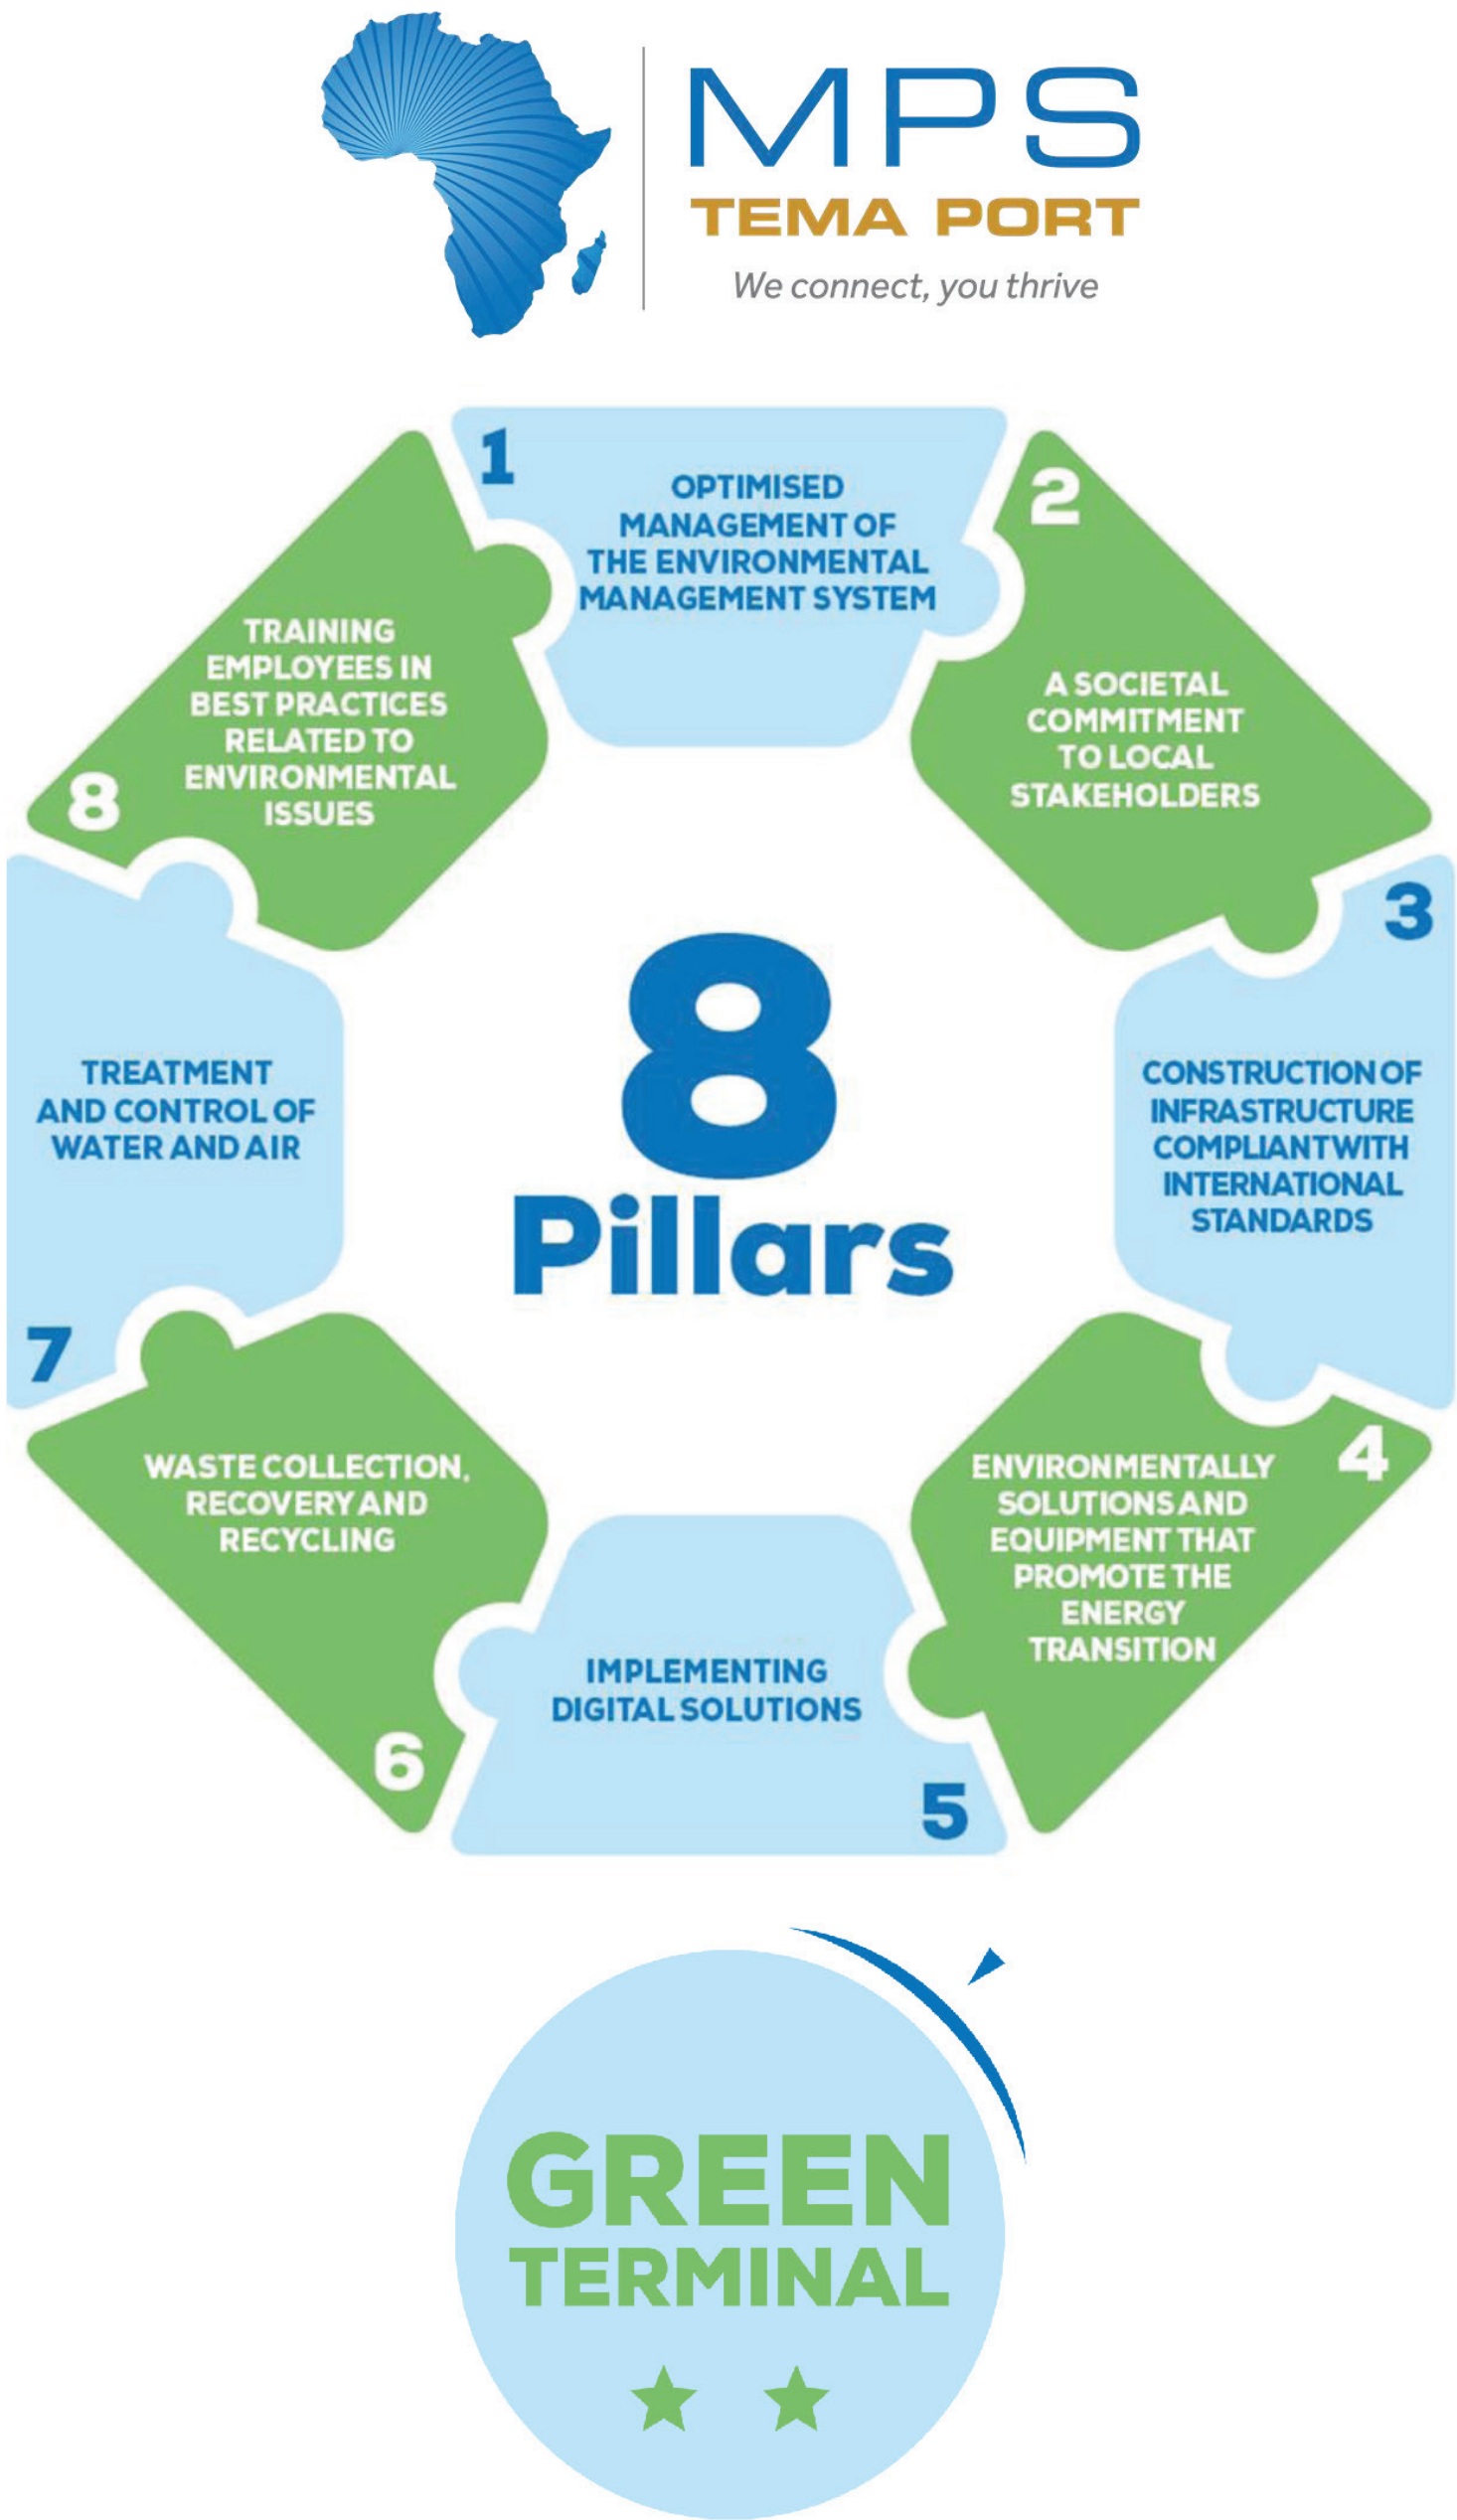 MPS
TEMA PORT
We connect, you thrive
1
OPTIMISED
MANAGEMENT OF
THE ENVIRONMENTAL
MANAGEMENT SYSTEM
2
A SOCIETAL
COMMITMENT
TO LOCAL
STAKEHOLDERS
3
CONSTRUCTION OF
INFRASTRUCTURE
COMPLIANT WITH
INTERNATIONAL
STANDARDS
4
ENVIRONMENTALLY
SOLUTIONS AND
EQUIPMENT THAT
PROMOTE THE
ENERGY
TRANSITION
5
IMPLEMENTING
DIGITAL SOLUTIONS
6
WASTE COLLECTION,
RECOVERY AND
RECYCLING
7
TREATMENT
AND CONTROL OF
WATER AND AIR
8
TRAINING
EMPLOYEES IN
BEST PRACTICES
RELATED TO
ENVIRONMENTAL
ISSUES
8
Pillars
GREEN
TERMINAL